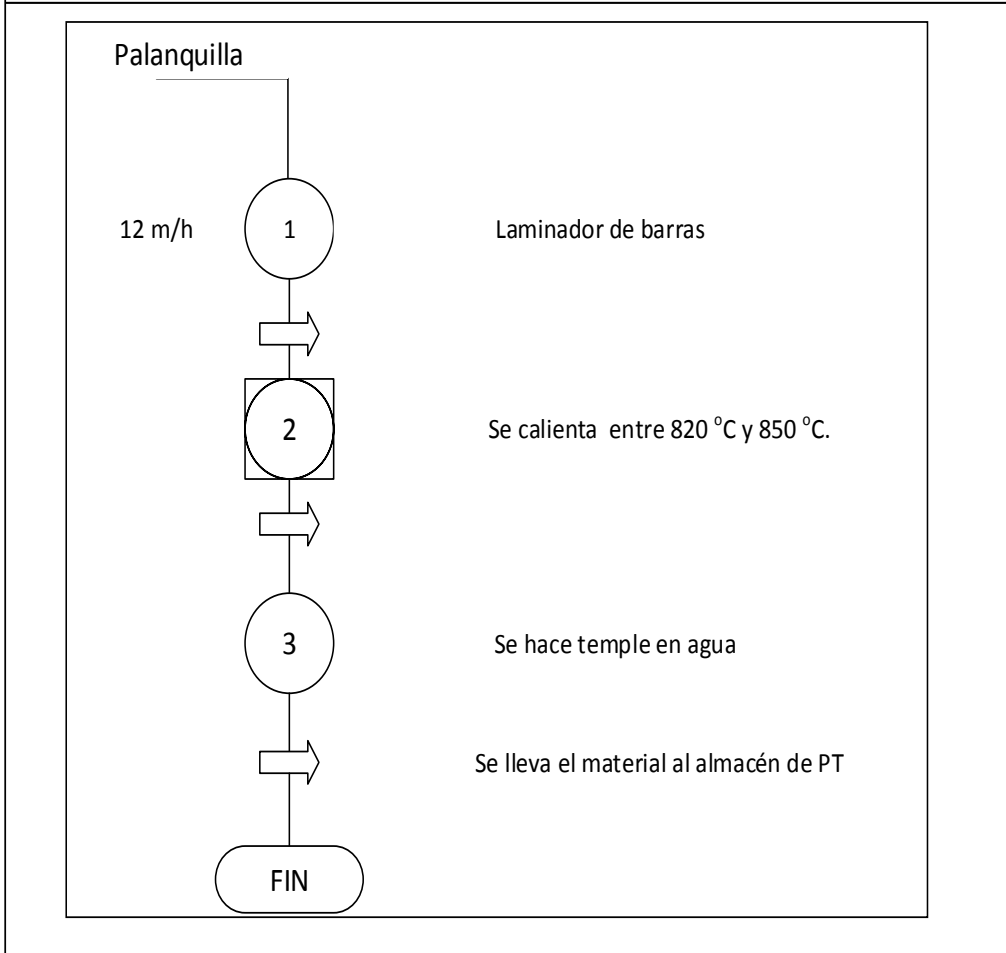 Palanquilla
12 m/h
1
Laminador de barras
2
Se calienta entre 820 °C y 850 °C.
3
Se hace temple en agua
Se lleva el material al almacén de PT
FIN